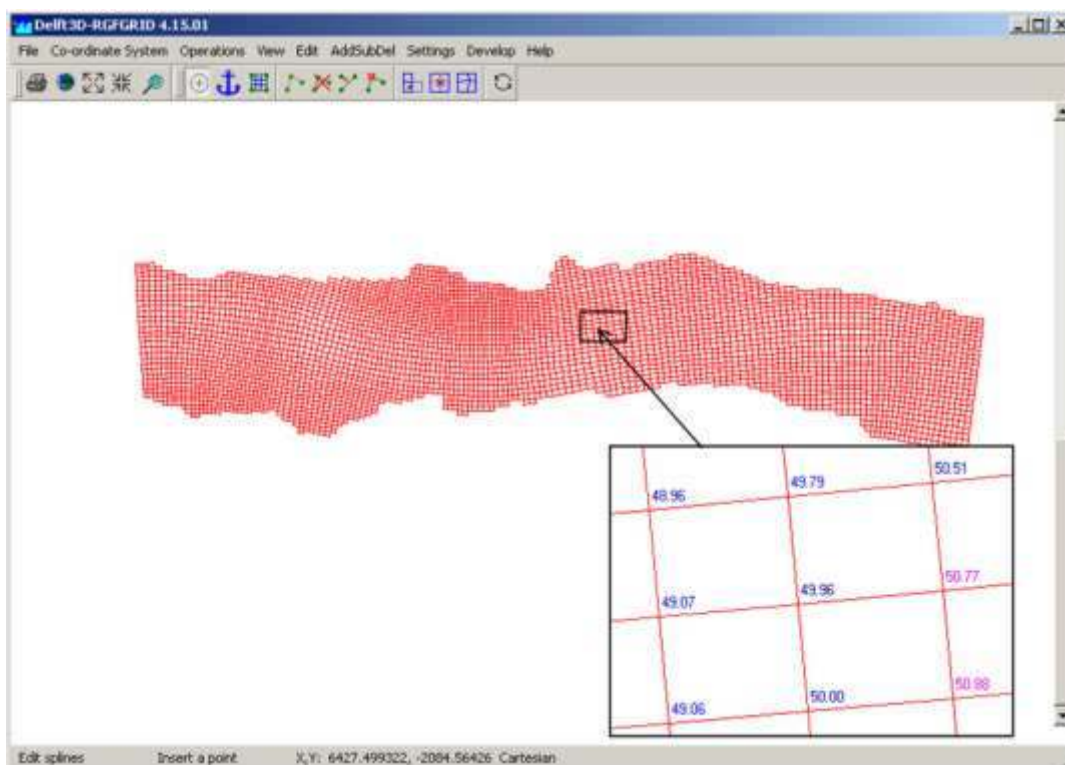 Delft3D-RGFGRID 4.15.01
File Co-ordinate System Operations View Edit AddSubDel Settings Develop Help
48.96 49.79 50.51
49.07 49.96 50.77
49.06 50.00 50.98
Edit splines Insert a point X,Y: 6427.499322, -2084.56426 Cartesian